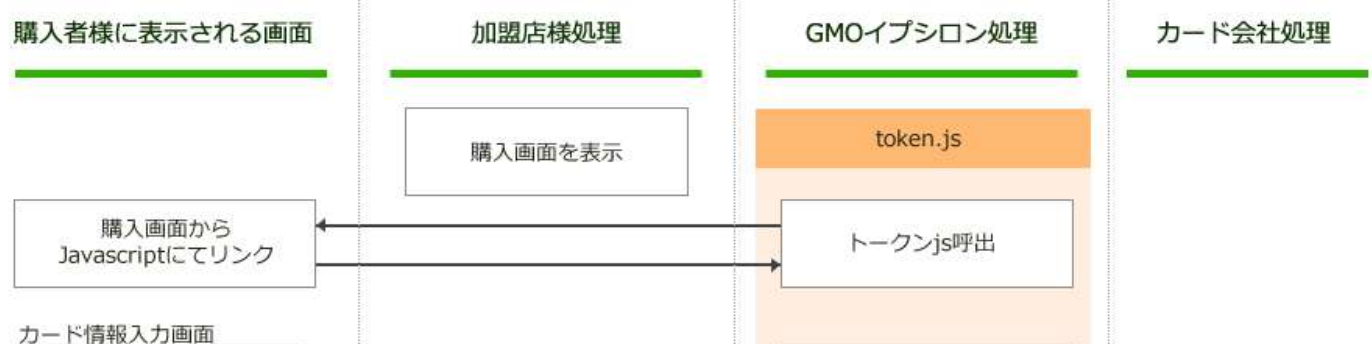 購入者様に表示される画面
加盟店様処理
GMOイプシロン処理
カード会社処理
購入画面を表示
token.js
購入画面から
Javascriptにてリンク
トークンjs呼出
カード情報入力画面